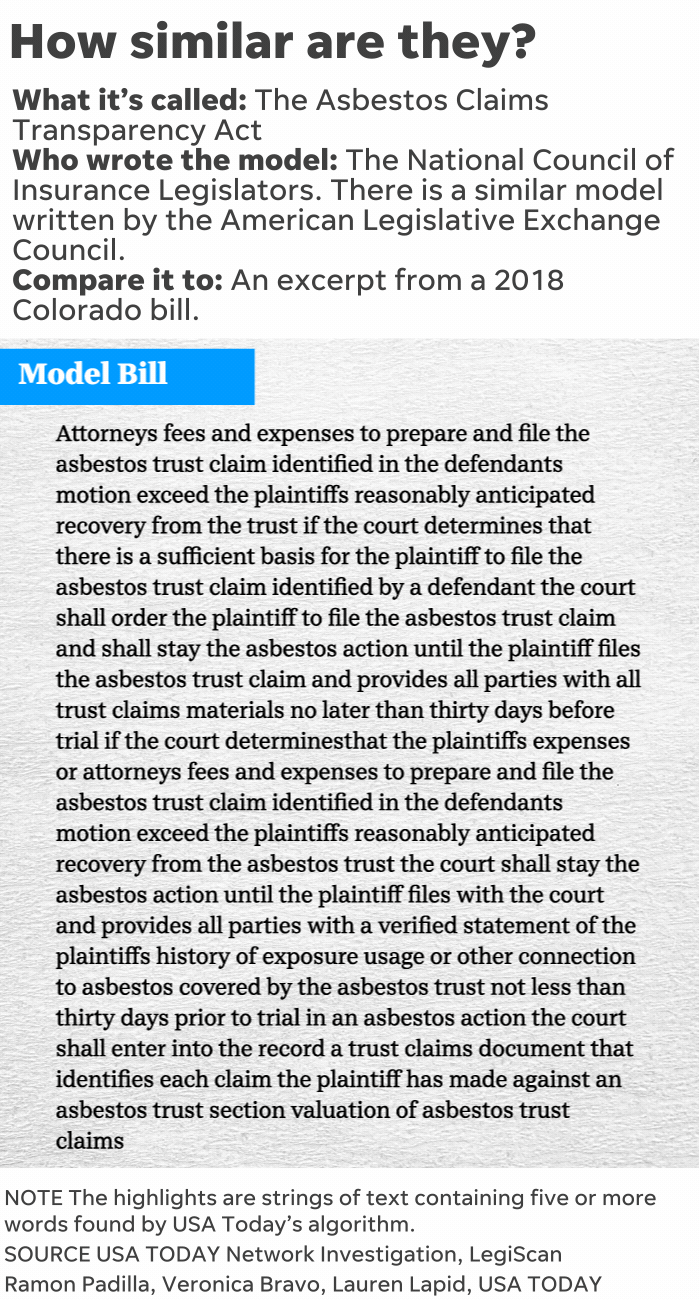 How similar are they?
What it’s called: The Asbestos Claims
Transparency Act
Who wrote the model: The National Council of
Insurance Legislators. There is a similar model
written by the American Legislative Exchange
Council.
Compare it to: An excerpt from a 2018
Colorado bill.
Model Bill
Attorneys fees and expenses to prepare and file the
asbestos trust claim identified in the defendants
motion exceed the plaintiffs reasonably anticipated
recovery from the trust if the court determines that
there is a sufficient basis for the plaintiff to file the
asbestos trust claim identified by a defendant the court
shall order the plaintiff to file the asbestos trust claim
and shall stay the asbestos action until the plaintiff files
the asbestos trust claim and provides all parties with all
trust claims materials no later than thirty days before
trial if the court determinesthat the plaintiffs expenses
or attorneys fees and expenses to prepare and file the
asbestos trust claim identified in the defendants
motion exceed the plaintiffs reasonably anticipated
recovery from the asbestos trust the court shall stay the
asbestos action until the plaintiff files with the court
and provides all parties with a verified statement of the
plaintiffs history of exposure usage or other connection
to asbestos covered by the asbestos trust not less than
thirty days prior to trial in an asbestos action the court
shall enter into the record a trust claims document that
identifies each claim the plaintiff has made against an
asbestos trust section valuation of asbestos trust
claims
NOTE The highlights are strings of text containing five or more
words found by USA Today’s algorithm.
SOURCE USA TODAY Network Investigation, LegiScan
Ramon Padilla, Veronica Bravo, Lauren Lapid, USA TODAY